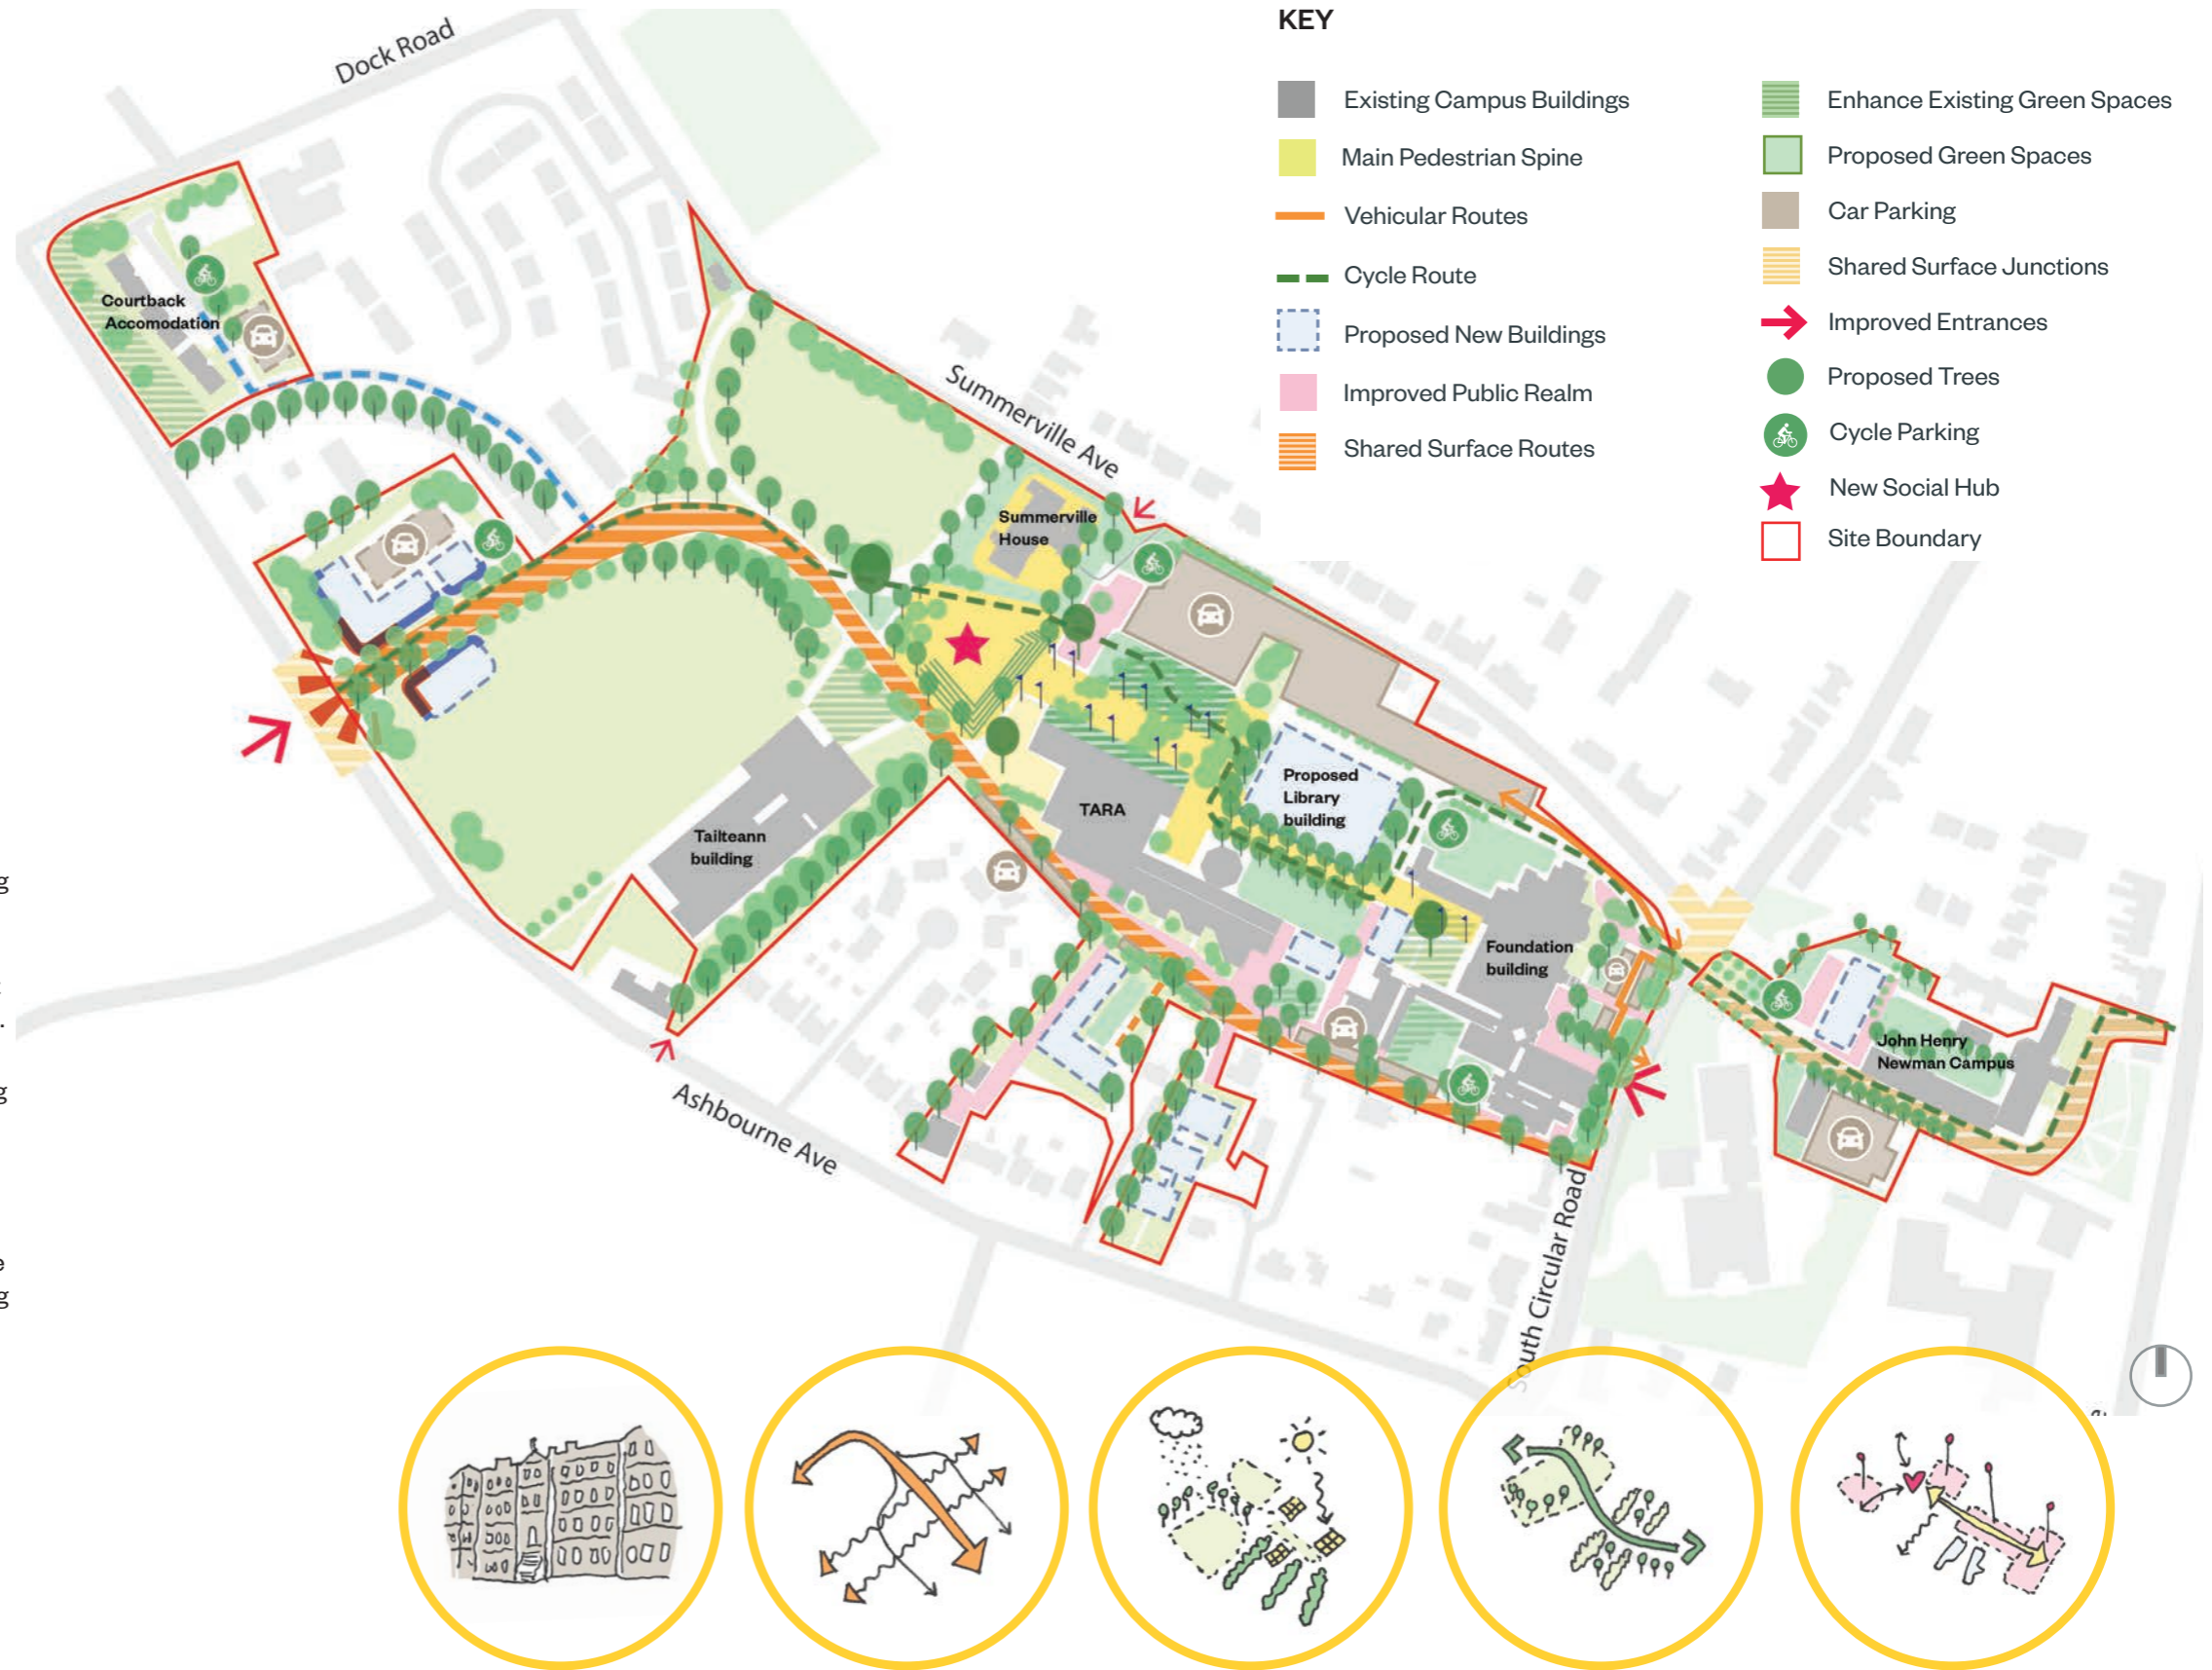 Dock Road
KEY
Existing Campus Buildings
Main Pedestrian Spine
Vehicular Routes
Cycle Route
Proposed New Buildings
Improved Public Realm
Shared Surface Routes
Enhance Existing Green Spaces
Proposed Green Spaces
Car Parking
Shared Surface Junctions
Improved Entrances
Proposed Trees
Cycle Parking
New Social Hub
Site Boundary
Courtback
Accomodation
Summerville Ave
Summerville
House
Proposed
Library
building
TARA
Tailteann
building
Foundation
building
John Henry
Newman Campus
Ashbourne Ave
South Circular Road